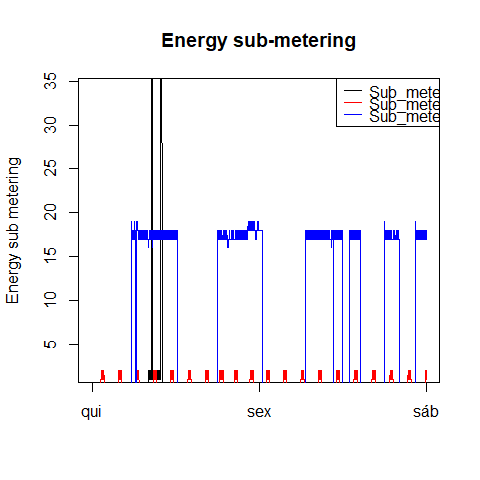 Energy sub-metering
Sub_mete
Sub_mete
Sub_mete
Energy sub metering
35
30
25
20
15
10
5
qui
sex
sáb